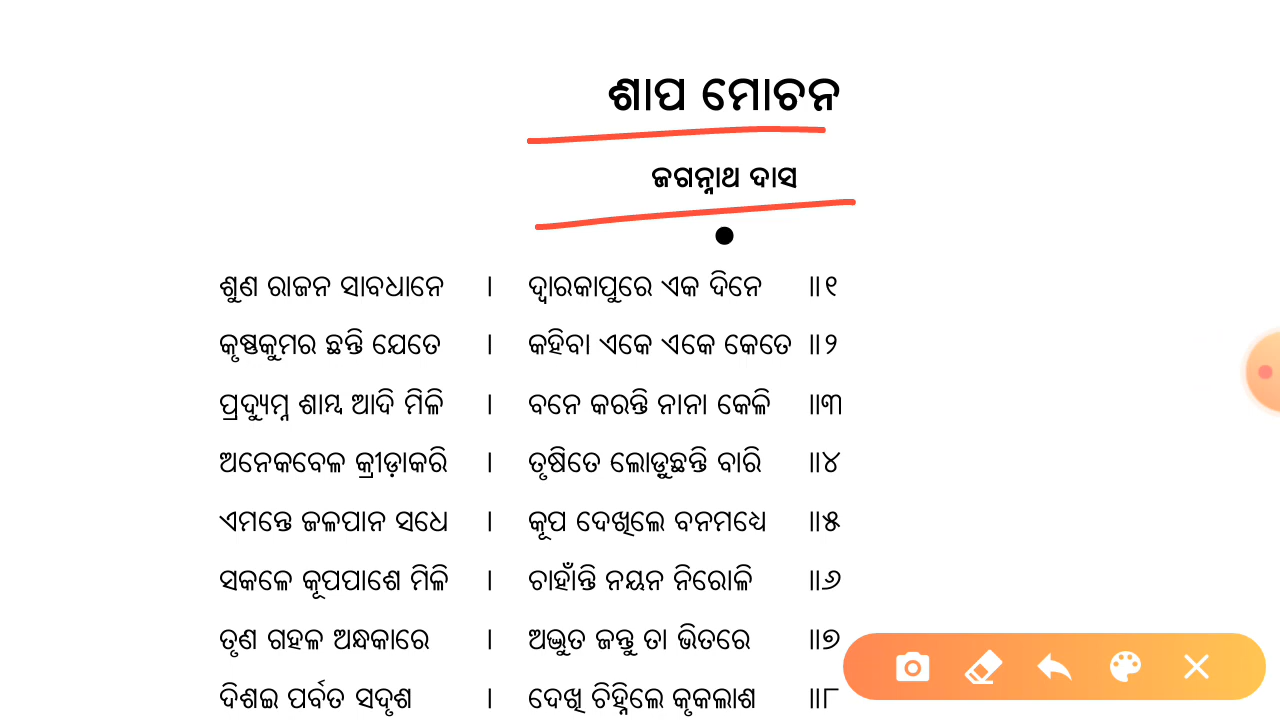 ଶାପ ମୋଚନ
ଜଗନ୍ନାଥ ଦାସ
ଶୁଣ ରାଜନ ସାବଧାନେ । ଦ୍ୱାରକାପୁରେ ଏକ ଦିନେ ॥୧
କୃଷ୍ଣକୁମର ଛନ୍ତି ଯେତେ । କହିବା ଏକେ ଏକେ କେତେ ॥୨
ପ୍ରଦ୍ୟୁମ୍ନ ଶାମ୍ବ ଆଦି ମିଳି । ବନେ କରନ୍ତି ନାନା କେଳି ॥୩
ଅନେକବେଳ କ୍ରୀଡ଼ାକରି । ତୃଷିତେ ଲୋଡୁଛନ୍ତି ବାରି ॥୪
ଏମନ୍ତେ ଜଳପାନ ସଧେ । କୂପ ଦେଖିଲେ ବନମଧ୍ୟେ ॥୫
ସକଳେ କୂପପାଶେ ମିଳି । ଚାହାଁନ୍ତି ନୟନ ନିରୋଳି ॥୬
ତୃଣ ଗହଳ ଅନ୍ଧକାରେ । ଅଦ୍ଭୁତ ଜନ୍ତୁ ତା ଭିତରେ ॥୭
ଦିଶଇ ପର୍ବତ ସଦୃଶ । ଦେଖି ଚିହ୍ନିଲେ କୃକଲାଶ ॥୮